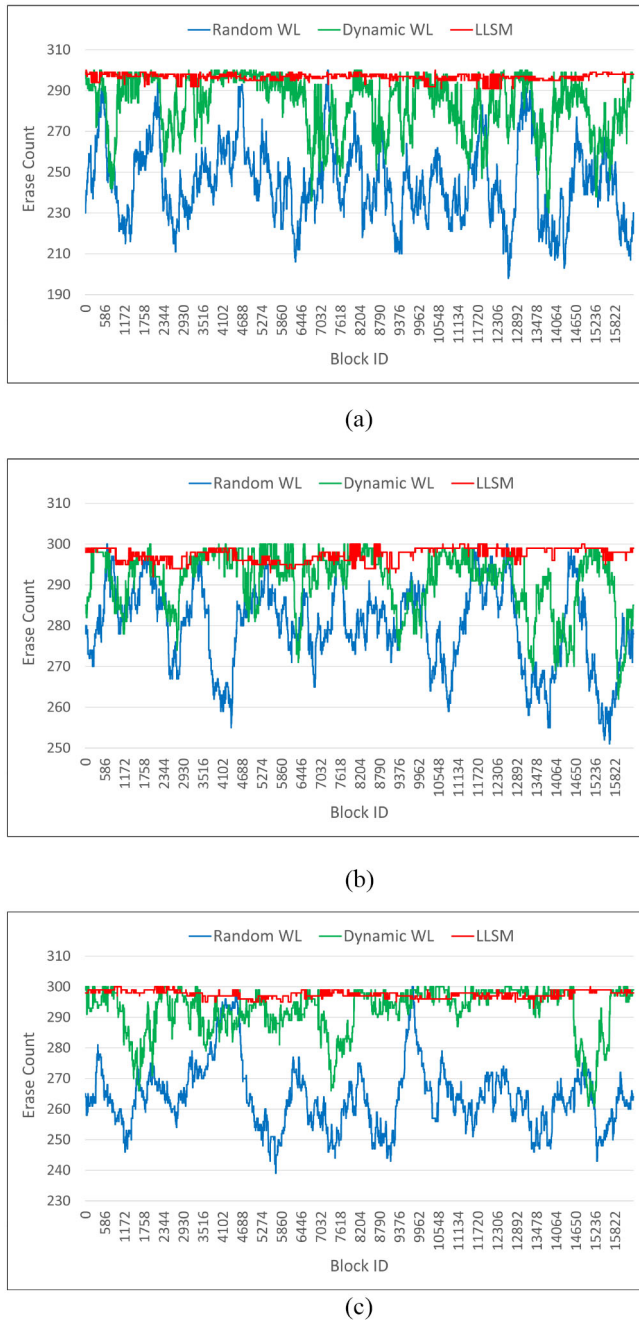 Random WL Dynamic WL LLSM
310
290
270
250
230
210
190
Erase Count
0 586 1172 1758 2344 2930 3516 4102 4688 5274 5860 6446 7032 7618 8204 8790 9376 9962 10548 11134 11720 12306 12892 13478 14064 14650 15236 15822
Block ID
(a)
Random WL Dynamic WL LLSM
310
300
290
280
270
260
250
Erase Count
0 586 1172 1758 2344 2930 3516 4102 4688 5274 5860 6446 7032 7618 8204 8790 9376 9962 10548 11134 11720 12306 12892 13478 14064 14650 15236 15822
Block ID
(b)
Random WL Dynamic WL LLSM
310
300
290
280
270
260
250
240
230
Erase Count
0 586 1172 1758 2344 2930 3516 4102 4688 5274 5860 6446 7032 7618 8204 8790 9376 9962 10548 11134 11720 12306 12892 13478 14064 14650 15236 15822
Block ID
(c)